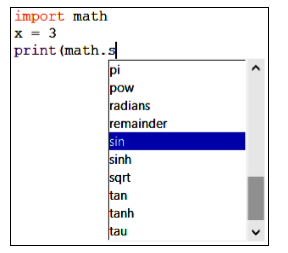 import math
x = 3
print(math.s
pi
pow
radians
remainder
sin
sinh
sqrt
tan
tanh
tau